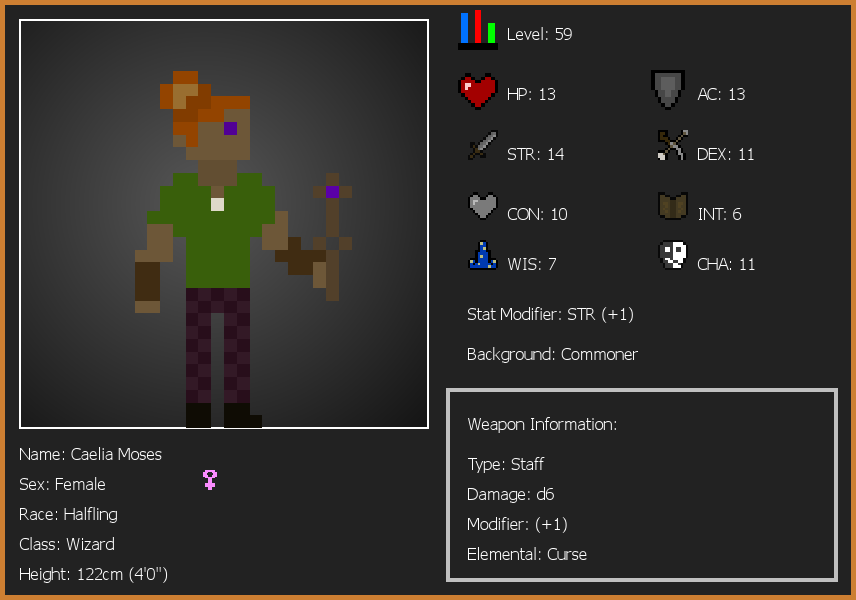 Level: 59
HP: 13
AC: 13
STR: 14
DEX: 11
CON: 10
INT: 6
WIS: 7
CHA: 11
Stat Modifier: STR (+1)
Background: Commoner
Weapon Information:
Type: Staff
Damage: d6
Modifier: (+1)
Elemental: Curse
Name: Caelia Moses
Sex: Female
Race: Halfling
Class: Wizard
Height: 122cm (4'0")